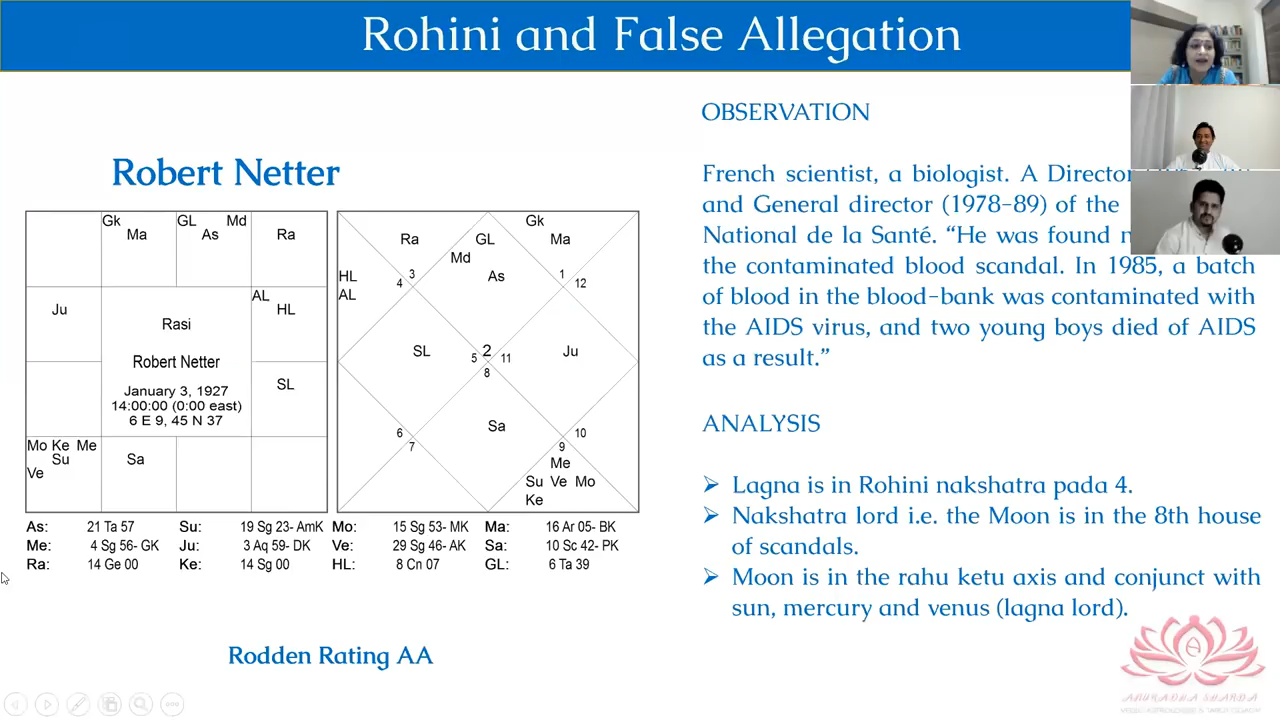 Rohini and False Allegation
OBSERVATION
Robert Netter
French scientist, a biologist. A Director
and General director (1978-89) of the
National de la Santé. “He was found
the contaminated blood scandal. In 1985, a batch
of blood in the blood-bank was contaminated with
the AIDS virus, and two young boys died of AIDS
as a result.”
Gk
Ma
GL Md
As
Ra
Ju
AL
HL
Rasi
Robert Netter
January 3, 1927
14:00:00 (0:00 east)
6 E 9, 45 N 37
SL
Mo Ke Me
Su
Ve
Sa
Gk
Ra GL Ma
Md
HL As
AL
3 1
4 12
SL 2 Ju
5 11
8
Sa
6 10
7 9
Me
Su Ve Mo
Ke
As: 21 Ta 57 Su: 19 Sg 23- AmK Mo: 15 Sg 53- MK Ma: 16 Ar 05- BK
Me: 4 Sg 56- GK Ju: 3 Aq 59- DK Ve: 29 Sg 46- AK Sa: 10 Sc 42- PK
Ra: 14 Ge 00 Ke: 14 Sg 00 HL: 8 Cn 07 GL: 6 Ta 39
Rodden Rating AA
ANALYSIS
➢ Lagna is in Rohini nakshatra pada 4.
➢ Nakshatra lord i.e. the Moon is in the 8th house
of scandals.
➢ Moon is in the rahu ketu axis and conjunct with
sun, mercury and venus (lagna lord).
ANURADHA SHARDA